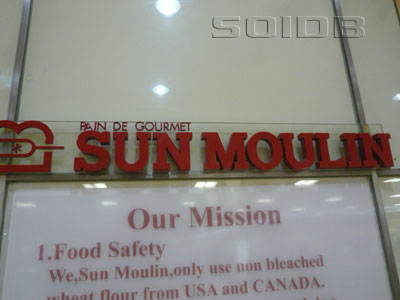 SOIDB
PAIN DE GOURMET
SUN MOULIN
Our Mission
1,Food Safety
We,Sun Moulin,only use non bleached
wheat flour from USA and CANADA.